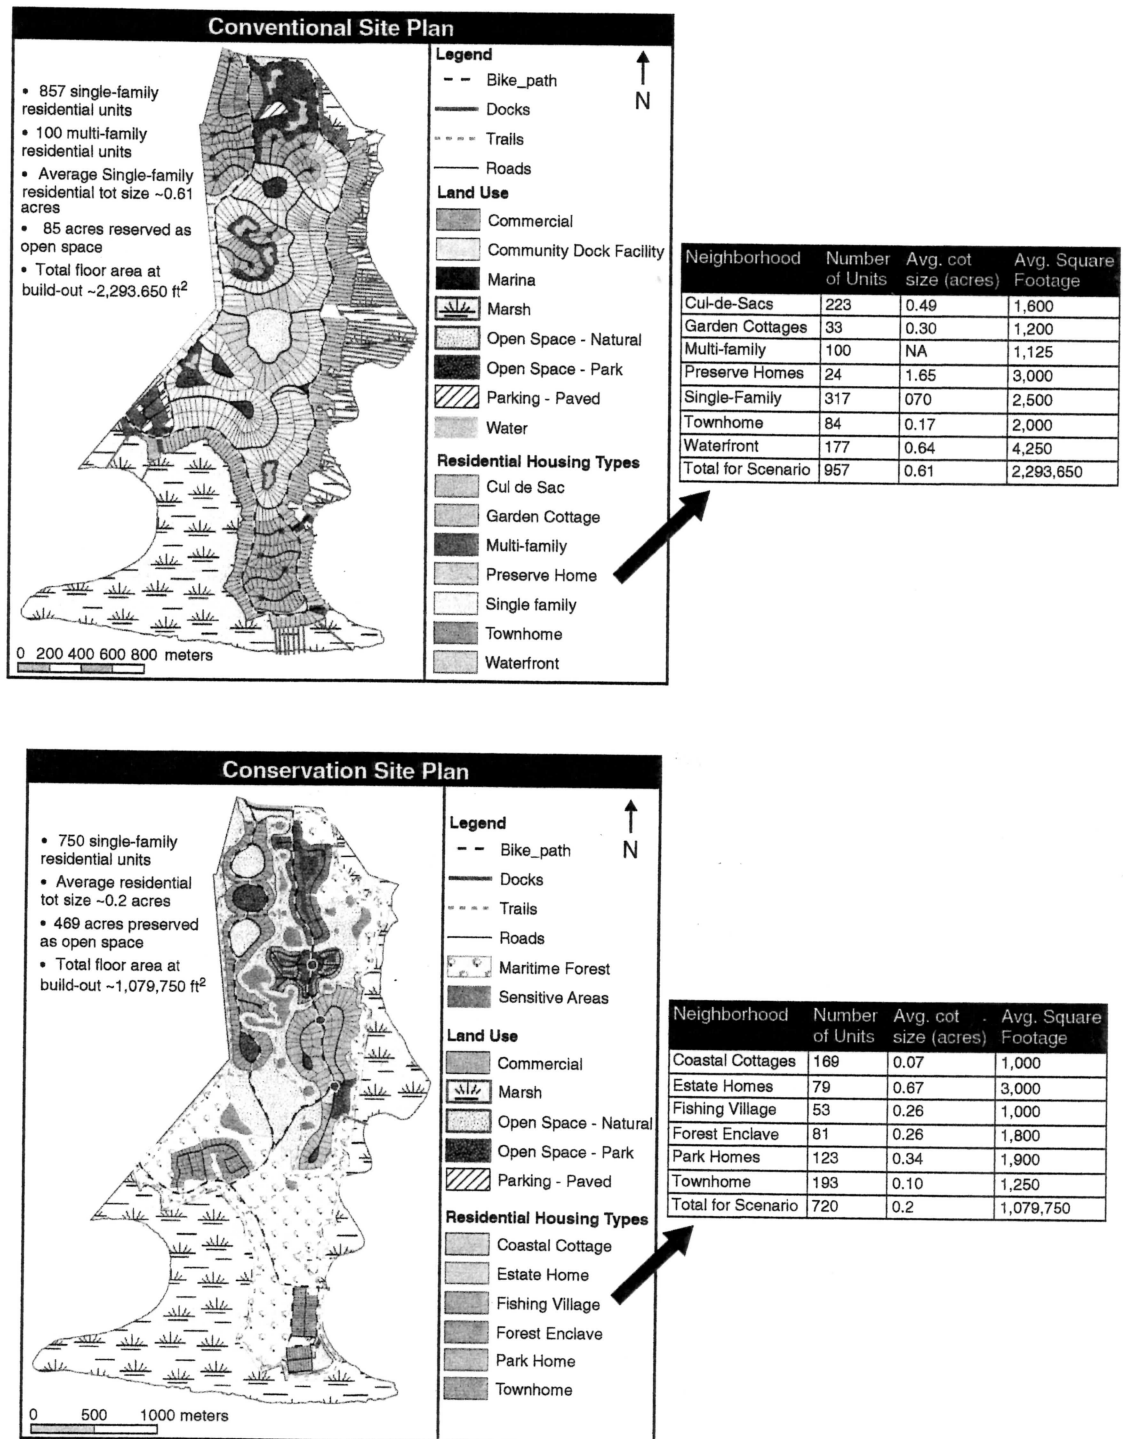 Conventional Site Plan
• 857 single-family
residential units
• 100 multi-family
residential units
• Average Single-family
residential tot size ~0.61
acres
• 85 acres reserved as
open space
• Total floor area at
build-out ~2,293.650 ft²
0 200 400 600 800 meters
Legend
N
Bike_path
Docks
Trails
Roads
Land Use
Commercial
Community Dock Facility
Marina
Marsh
Open Space - Natural
Open Space - Park
Parking - Paved
Water
Residential Housing Types
Cul de Sac
Garden Cottage
Multi-family
Preserve Home
Single family
Townhome
Waterfront
Neighborhood Number of Units Avg. cot size (acres) Avg. Square Footage
Cul-de-Sacs 223 0.49 1,600
Garden Cottages 33 0.30 1,200
Multi-family 100 NA 1,125
Preserve Homes 24 1.65 3,000
Single-Family 317 070 2,500
Townhome 84 0.17 2,000
Waterfront 177 0.64 4,250
Total for Scenario 957 0.61 2,293,650
Conservation Site Plan
• 750 single-family
residential units
• Average residential
tot size ~0.2 acres
• 469 acres preserved
as open space
• Total floor area at
build-out ~1,079,750 ft²
0 500 1000 meters
Legend
N
Bike_path
Docks
Trails
Roads
Maritime Forest
Sensitive Areas
Land Use
Commercial
Marsh
Open Space - Natural
Open Space - Park
Parking - Paved
Residential Housing Types
Coastal Cottage
Estate Home
Fishing Village
Forest Enclave
Park Home
Townhome
Neighborhood Number of Units Avg. cot size (acres) Avg. Square Footage
Coastal Cottages 169 0.07 1,000
Estate Homes 79 0.67 3,000
Fishing Village 53 0.26 1,000
Forest Enclave 81 0.26 1,800
Park Homes 123 0.34 1,900
Townhome 193 0.10 1,250
Total for Scenario 720 0.2 1,079,750